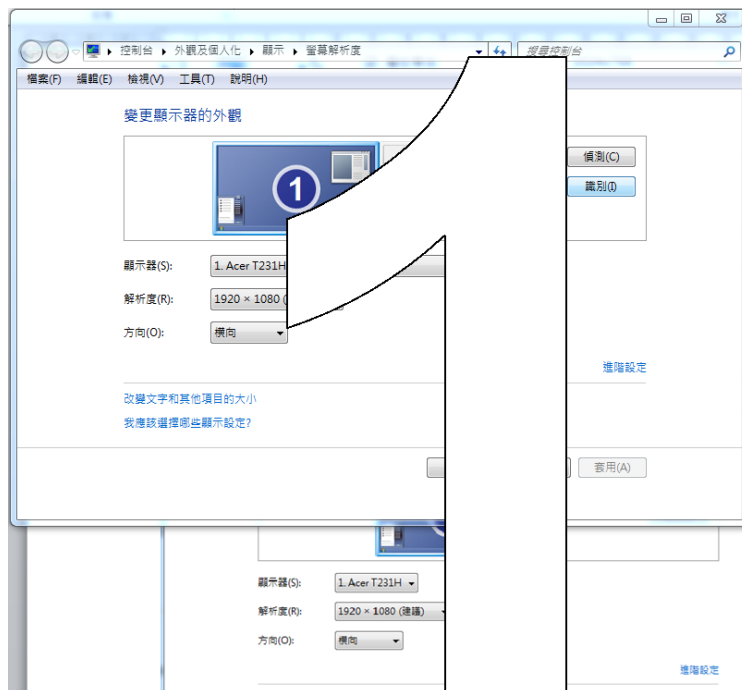 控制台 ▸ 外觀及個人化 ▸ 顯示 ▸ 螢幕解析度
搜尋控制台
檔案(F) 編輯(E) 檢視(V) 工具(T) 說明(H)
變更顯示器的外觀
1
偵測(C)
識別(I)
顯示器(S): 1. Acer T231H
解析度(R): 1920 × 1080 (
方向(O): 橫向
1
進階設定
改變文字和其他項目的大小
我應該選擇哪些顯示設定?
套用(A)
顯示器(S): 1. Acer T231H
解析度(R): 1920 × 1080 (建議)
方向(O): 橫向
進階設定